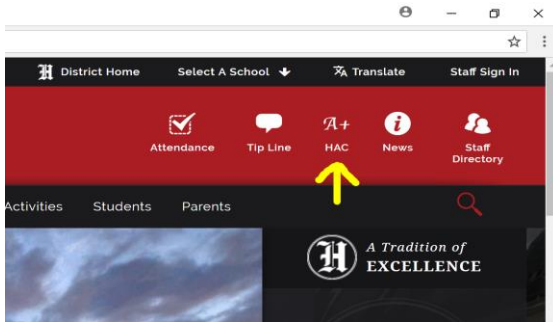 District Home Select A School Translate Staff Sign In
Attendance Tip Line A+ HAC News Staff Directory
Activities Students Parents
H A Tradition of
EXCELLENCE